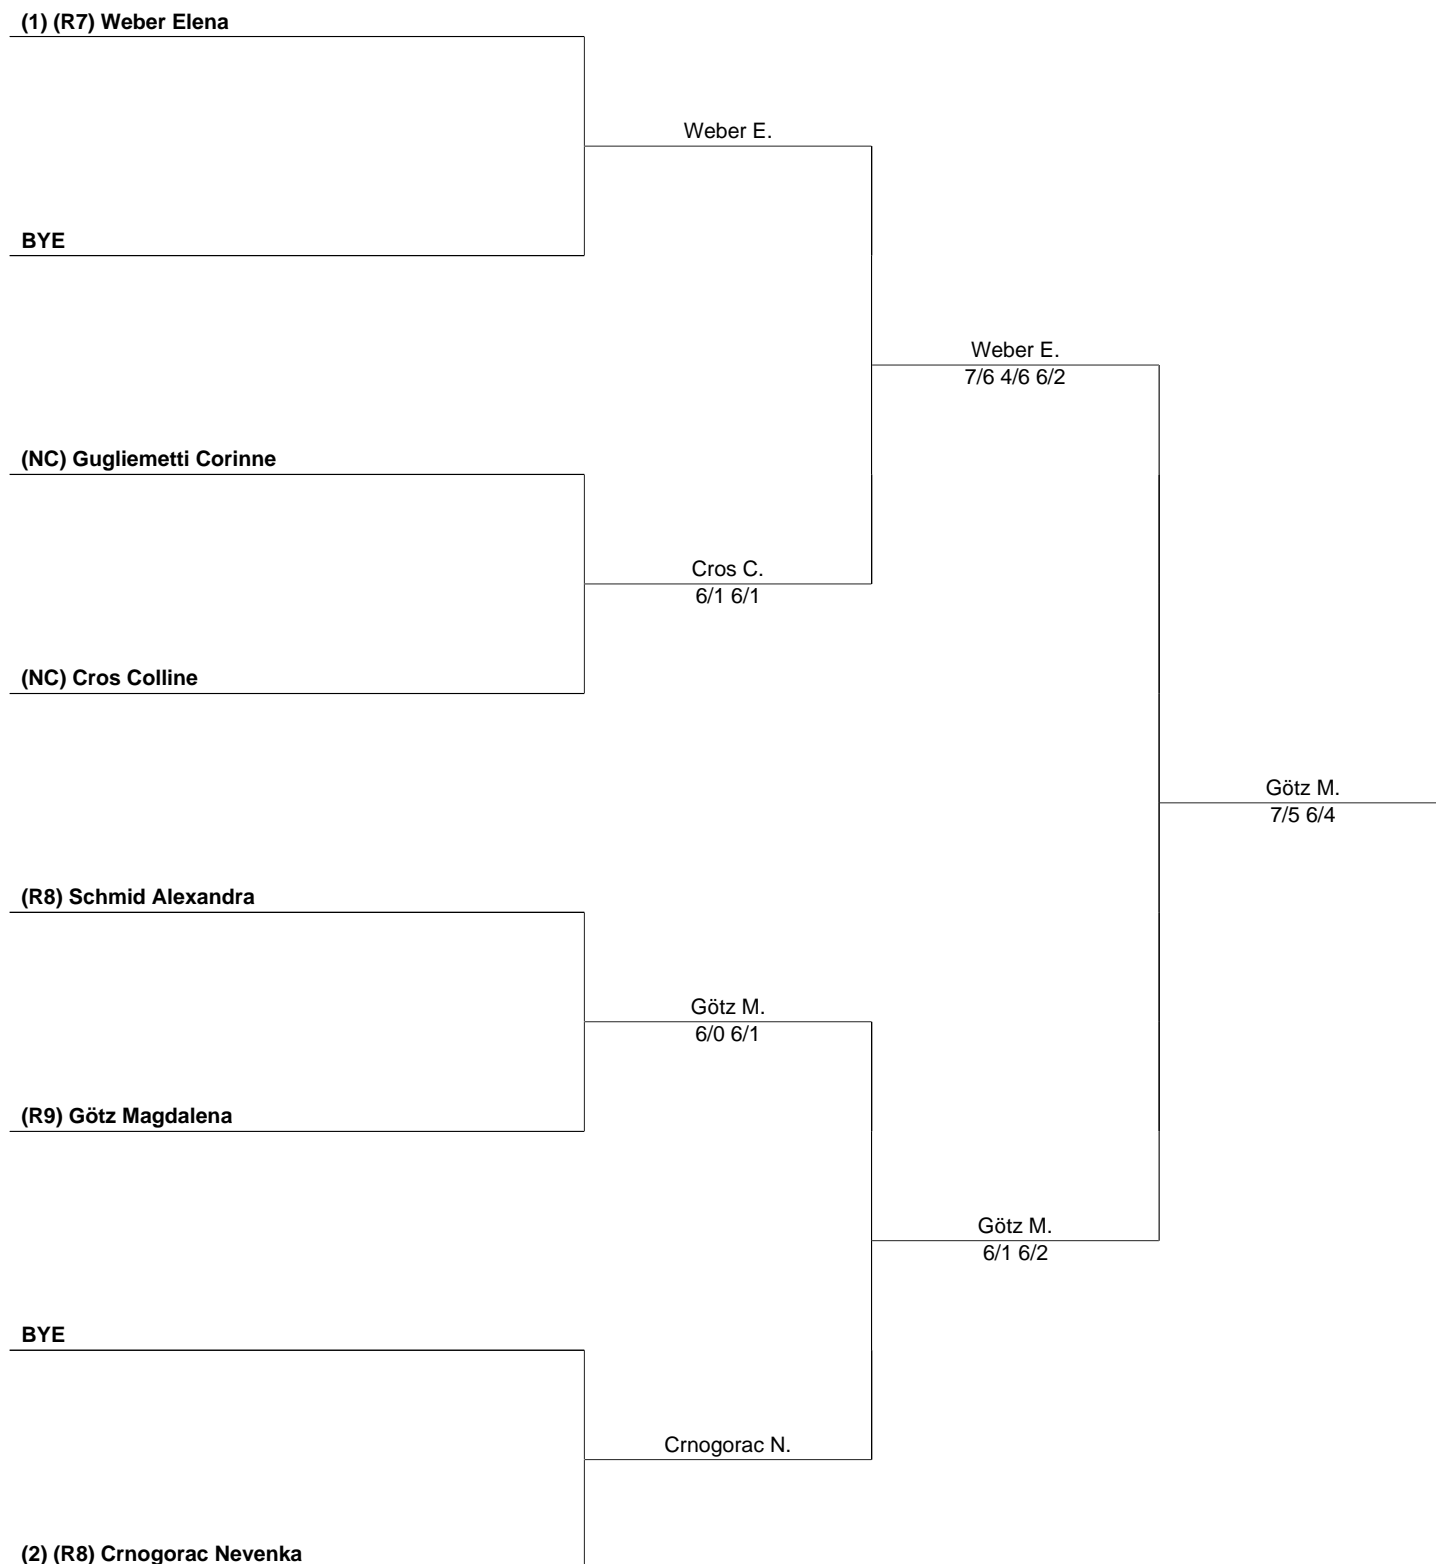 (1) (R7) Weber Elena
Weber E.
BYE
Weber E.
7/6 4/6 6/2
(NC) Gugliemetti Corinne
Cros C.
6/1 6/1
(NC) Cros Colline
Götz M.
7/5 6/4
(R8) Schmid Alexandra
Götz M.
6/0 6/1
(R9) Götz Magdalena
Götz M.
6/1 6/2
BYE
Crnogorac N.
(2) (R8) Crnogorac Nevenka